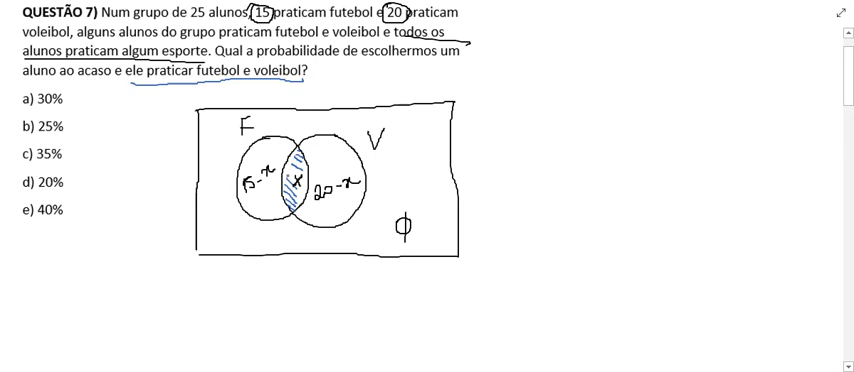 QUESTÃO 7) Num grupo de 25 alunos, 15 praticam futebol e 20 praticam
voleibol, alguns alunos do grupo praticam futebol e voleibol e todos os
alunos praticam algum esporte. Qual a probabilidade de escolhermos um
aluno ao acaso e ele praticar futebol e voleibol?
a) 30%
b) 25%
c) 35%
d) 20%
e) 40%
F
V
15-x
x
20-x
ϕ